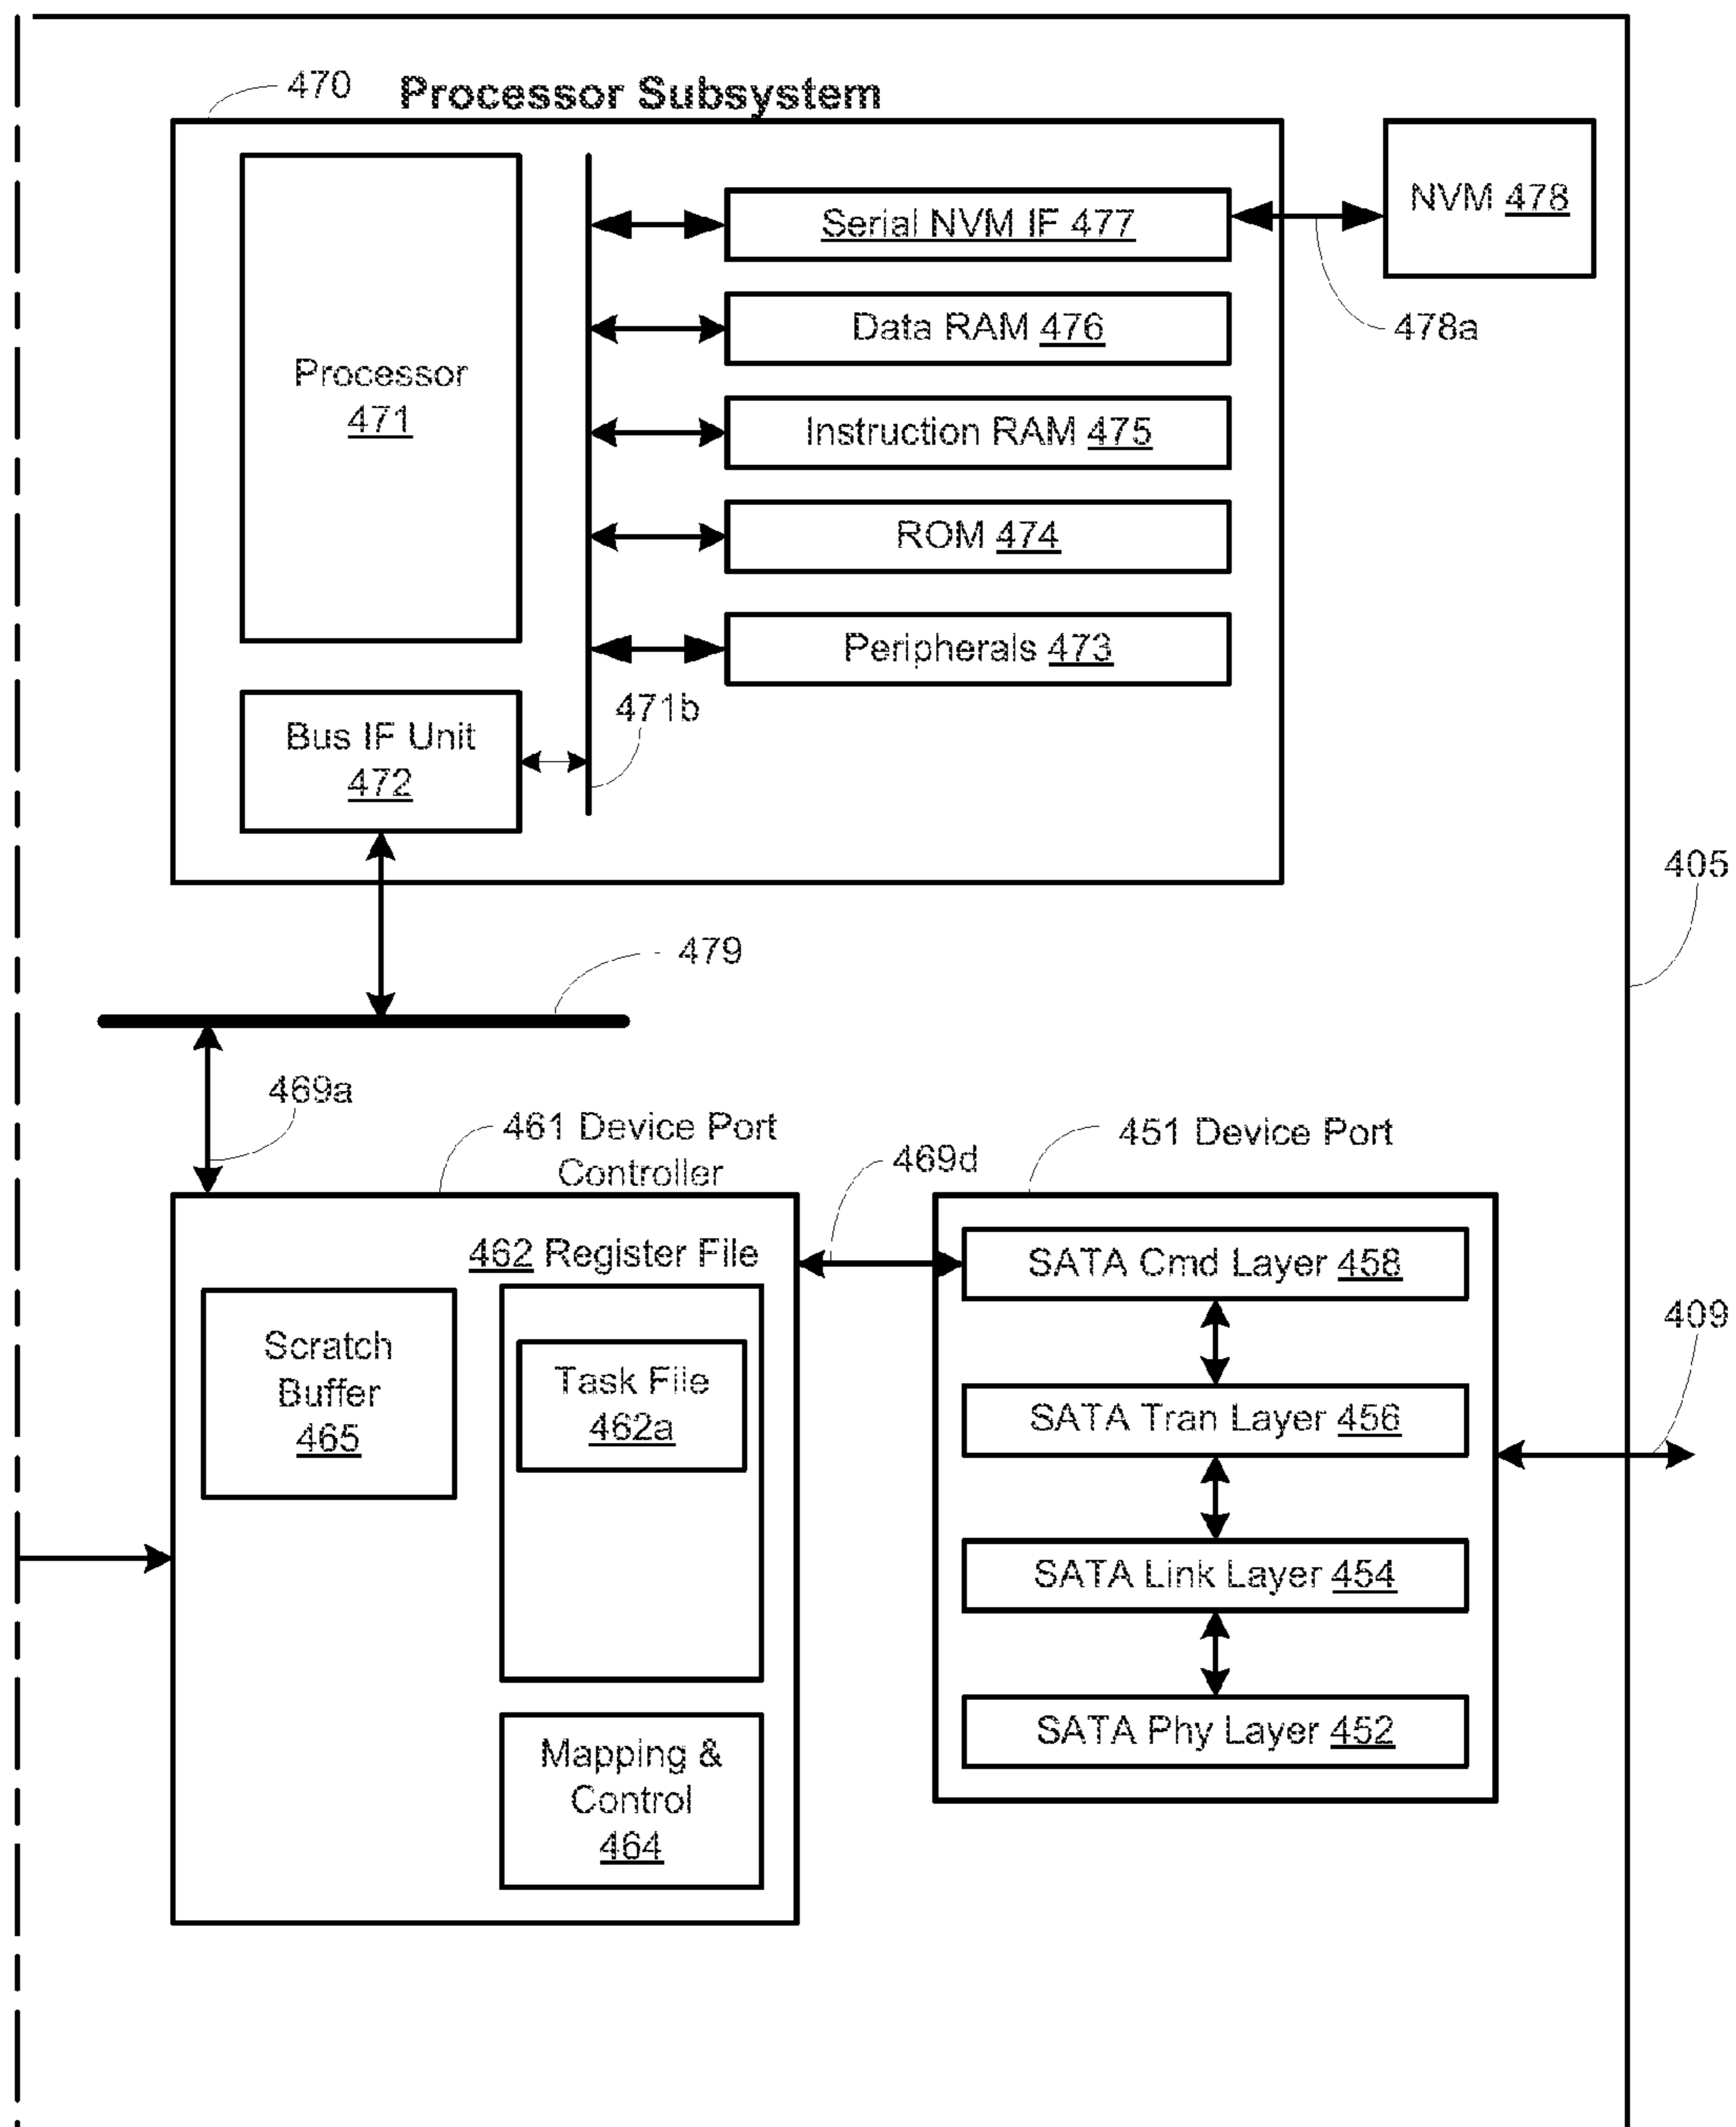 470
Processor Subsystem
Processor
471
Serial NVM IF 477
NVM 478
478a
Data RAM 476
Instruction RAM 475
ROM 474
Peripherals 473
471b
Bus IF Unit
472
405
479
469a
461 Device Port
Controller
469d
451 Device Port
462 Register File
Scratch
Buffer
465
Task File
462a
Mapping &
Control
464
SATA Cmd Layer 458
SATA Tran Layer 456
SATA Link Layer 454
SATA Phy Layer 452
409